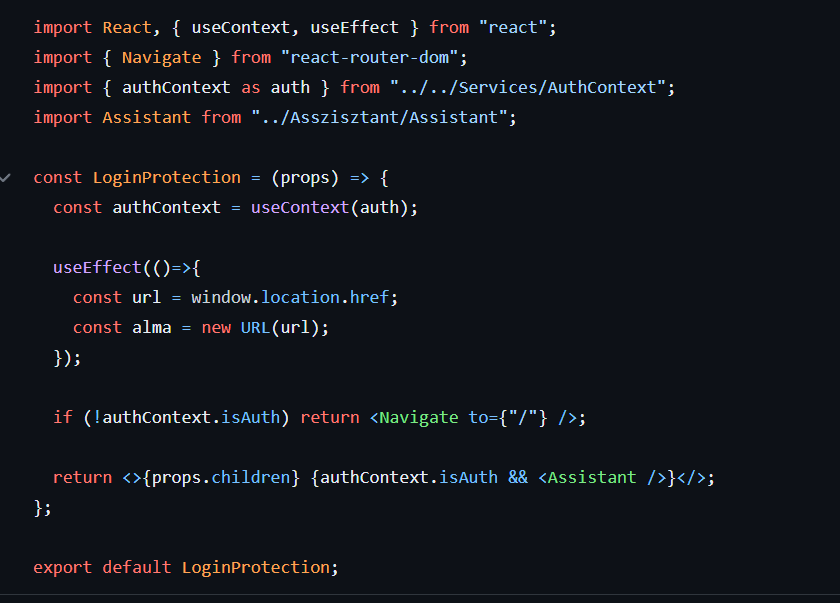 import React, { useContext, useEffect } from "react";
import { Navigate } from "react-router-dom";
import { authContext as auth } from "../../Services/AuthContext";
import Assistant from "../Asszisztant/Assistant";

const LoginProtection = (props) => {
  const authContext = useContext(auth);

  useEffect(()=>{
    const url = window.location.href;
    const alma = new URL(url);
  });

  if (!authContext.isAuth) return <Navigate to={"/"} />;

  return <>{props.children} {authContext.isAuth && <Assistant />}</>;
};

export default LoginProtection;